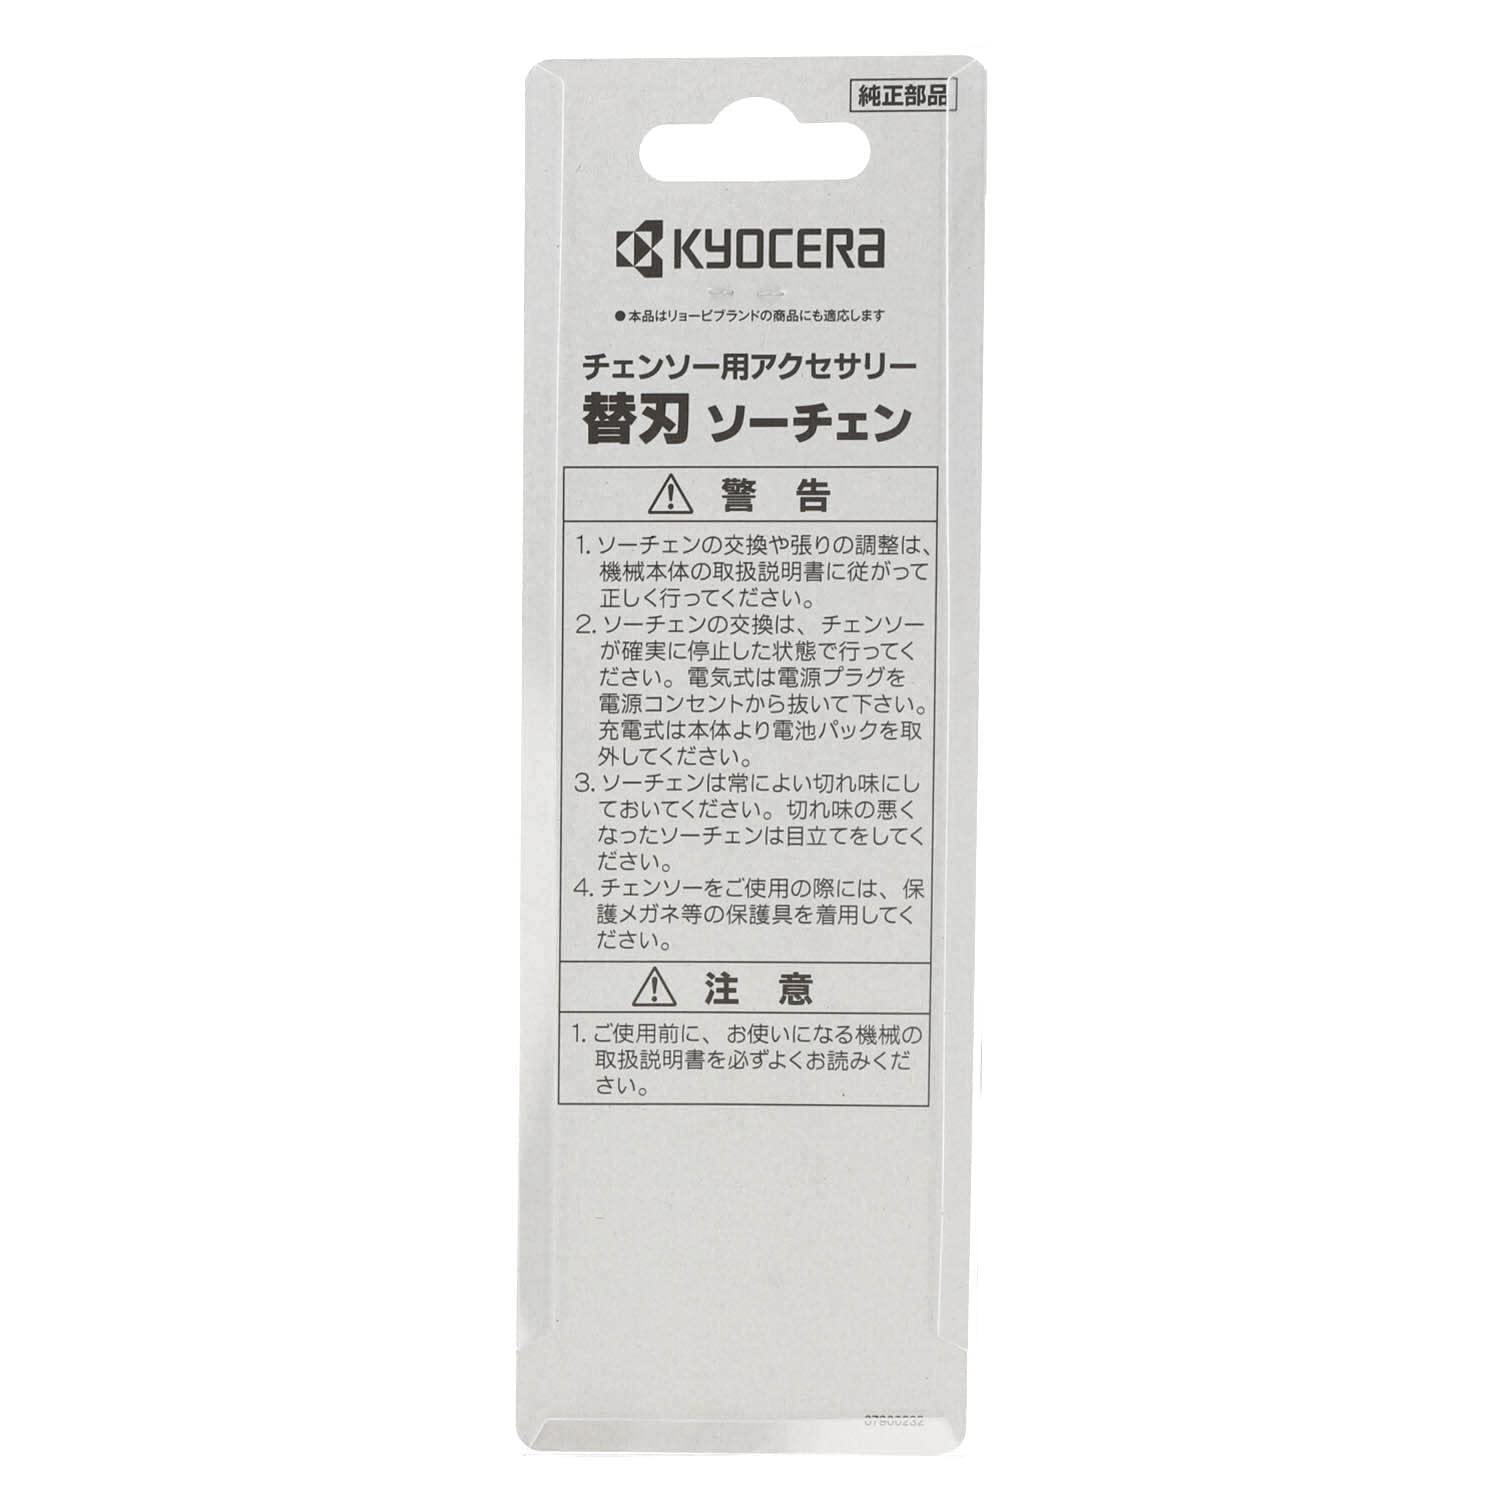 純正部品
KYOCERA
●本品はリョービブランドの商品にも適応します
チェンソー用アクセサリー
替刃 ソーチェン
警 告
1. ソーチェンの交換や張りの調整は、
機械本体の取扱説明書に従がって
正しく行ってください。
2. ソーチェンの交換は、チェンソー
が確実に停止した状態で行ってく
ださい。電気式は電源プラグを
電源コンセントから抜いて下さい。
充電式は本体より電池パックを取
外してください。
3. ソーチェンは常によい切れ味にし
ておいてください。切れ味の悪く
なったソーチェンは目立てをしてく
ださい。
4. チェンソーをご使用の際には、保
護メガネ等の保護具を着用してく
ださい。
注 意
1. ご使用前に、お使いになる機械の
取扱説明書を必ずよくお読みくだ
さい。
07900232